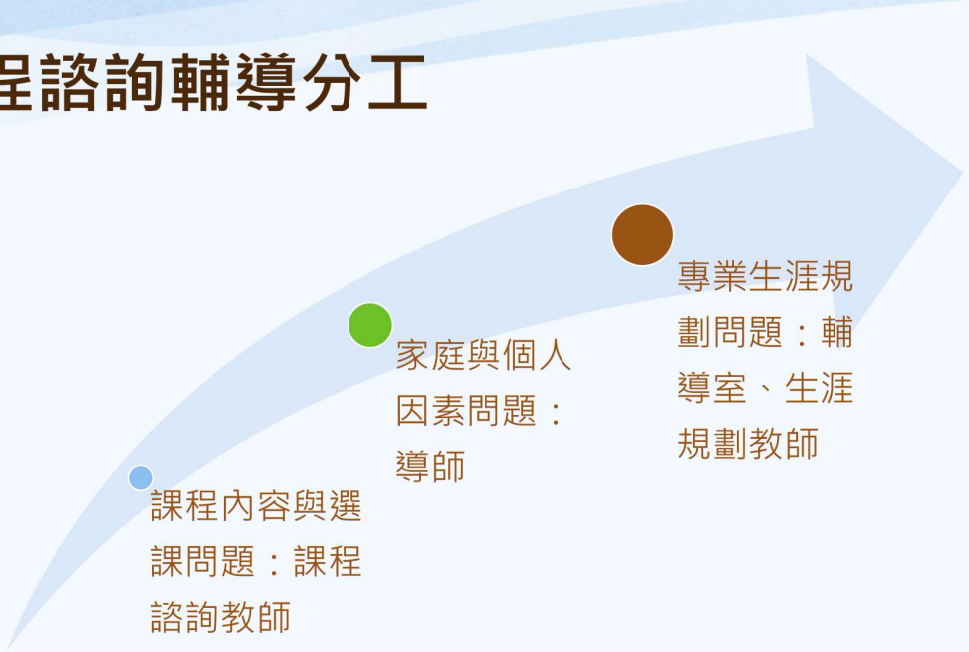 程諮詢輔導分工
專業生涯規
劃問題：輔
導室、生涯
規劃教師
家庭與個人
因素問題：
導師
課程內容與選
課問題：課程
諮詢教師